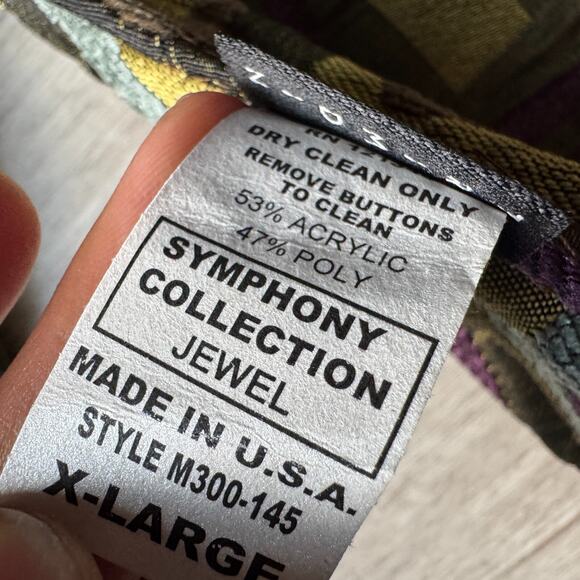 DRY CLEAN ONLY
REMOVE BUTTONS
TO CLEAN
53% ACRYLIC
47% POLY
SYMPHONY
COLLECTION
JEWEL
MADE IN U.S.A.
STYLE M300-145
X-LARGE